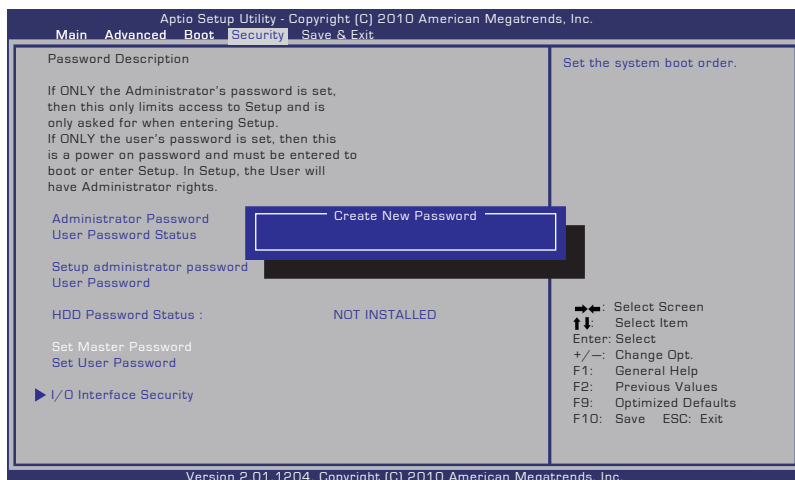 Aptio Setup Utility - Copyright (C) 2010 American Megatrends, Inc.
Main Advanced Boot Security Save & Exit
Password Description
If ONLY the Administrator's password is set,
then this only limits access to Setup and is
only asked for when entering Setup.
If ONLY the user's password is set, then this
is a power on password and must be entered to
boot or enter Setup. In Setup, the User will
have Administrator rights.
Administrator Password
User Password Status
Create New Password
Setup administrator password
User Password
HDD Password Status : NOT INSTALLED
Set Master Password
Set User Password
I/O Interface Security
Set the system boot order.
→←: Select Screen
↑↓: Select Item
Enter: Select
+/—: Change Opt.
F1: General Help
F2: Previous Values
F9: Optimized Defaults
F10: Save ESC: Exit
Version 2.01.1204. Copyright (C) 2010 American Megatrends, Inc.